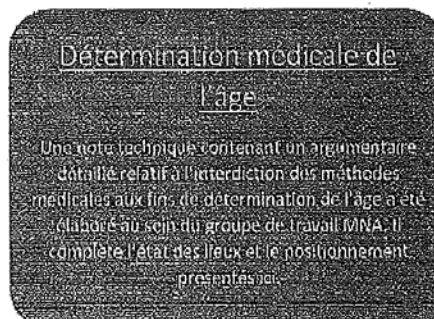 Détermination médicale de
l'âge
Une note technique contenant un argumentaire
détaillé relatif à l'interdiction des méthodes
médicales aux fins de détermination de l'âge a été
élaboré au sein du groupe de travail MNA. Il
complète l'état des lieux et le positionnement
présentés ici.